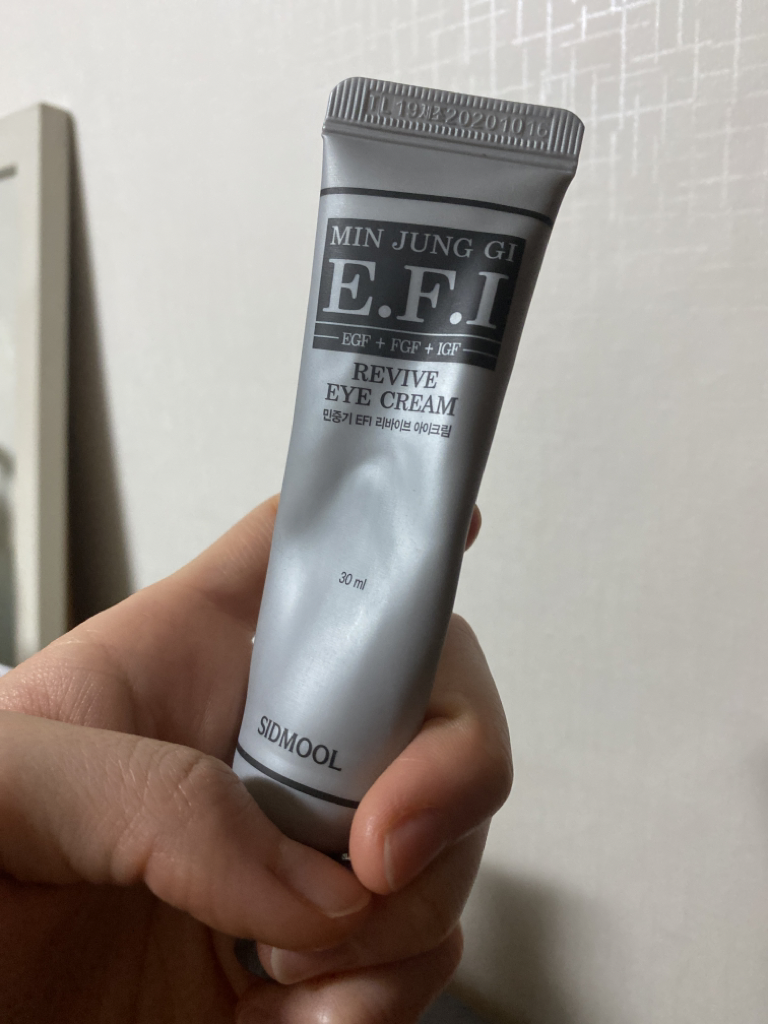 20201016
MIN JUNG GI
E.F.I
EGF + FGF + IGF
REVIVE
EYE CREAM
민중기 EFI 리바이브 아이크림
30 ml
SIDMOOL